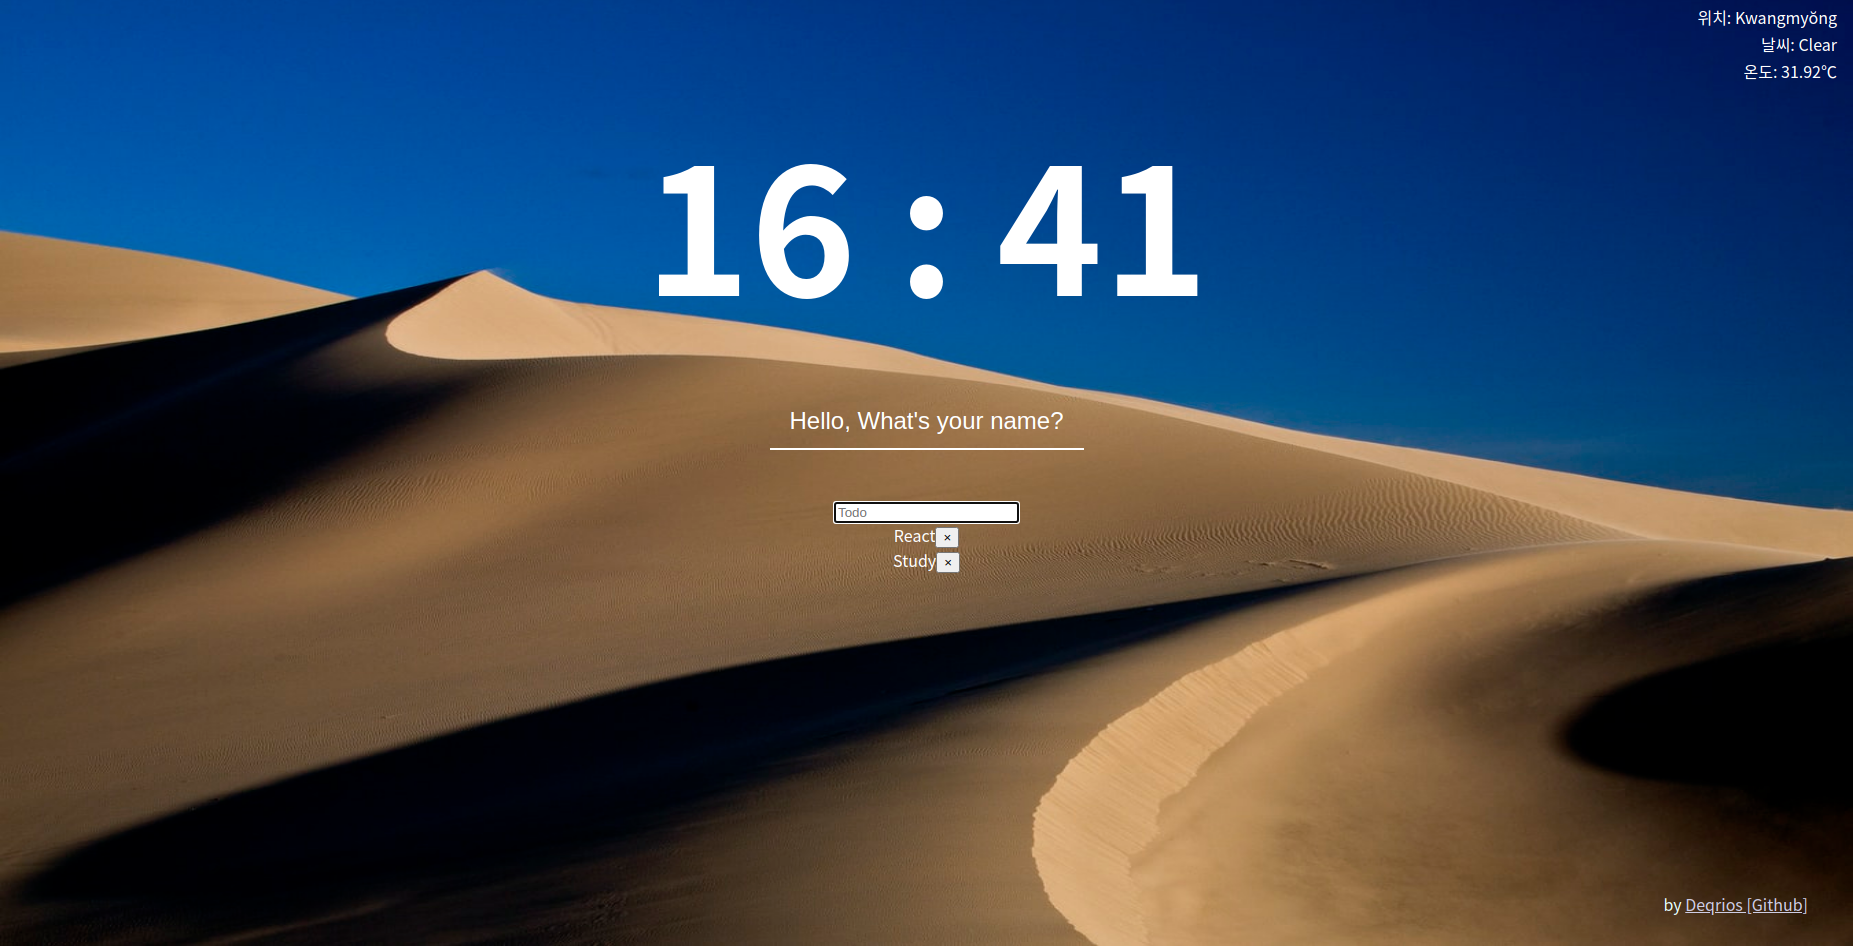 위치: Kwangmyŏng
날씨: Clear
온도: 31.92°C
16 : 41
Hello, What's your name?
Todo
React ×
Study ×
by Deqrios [Github]